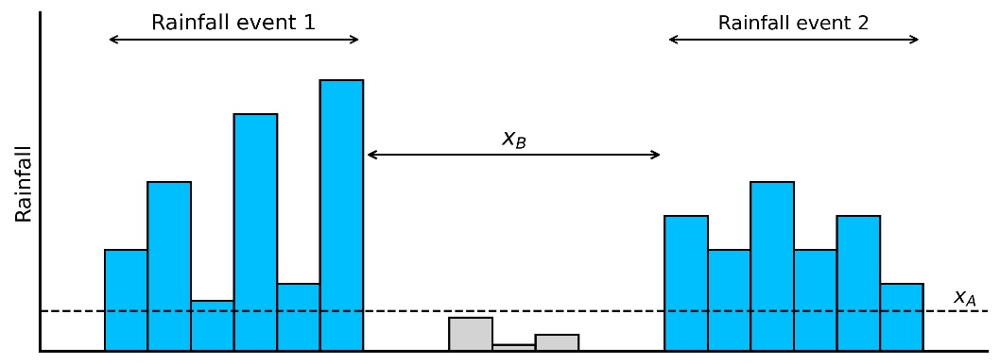 Rainfall event 1
Rainfall event 2
x_B
Rainfall
x_A